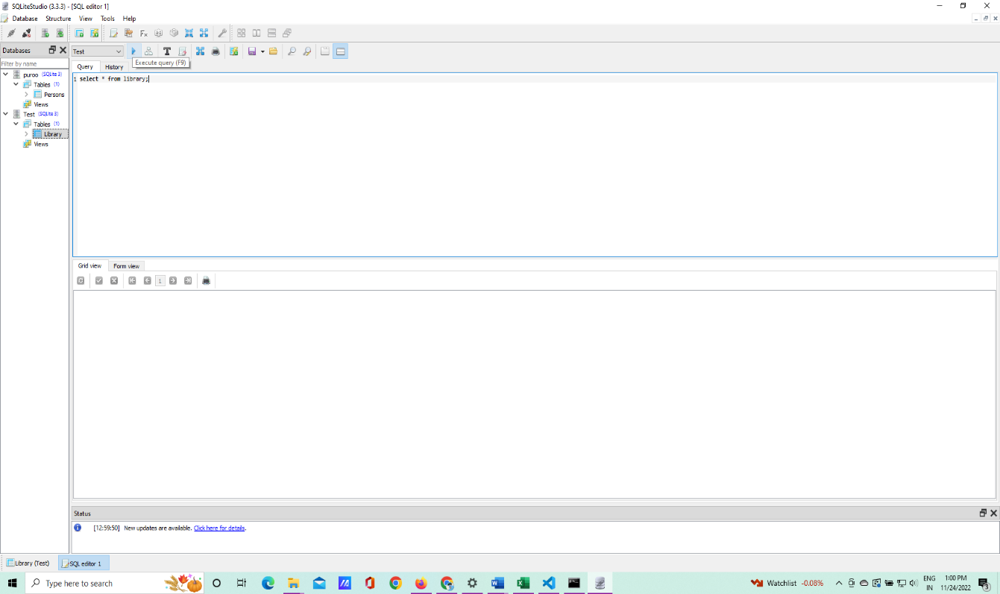 SQLiteStudio (3.3.3) - [SQL editor 1]
Database Structure View Tools Help
Databases
Test
Execute query (F9)
Filter by name
Query History
puroo (SQLite 3)
Tables (1)
Persons
Views
Test (SQLite 3)
Tables (1)
Library
Views
1 select * from library;
Grid view Form view
1
Status
[12:59:50] New updates are available. Click here for details.
Library (Test) SQL editor 1
Type here to search
Watchlist -0.08%
ENG
IN
1:00 PM
11/24/2022
3